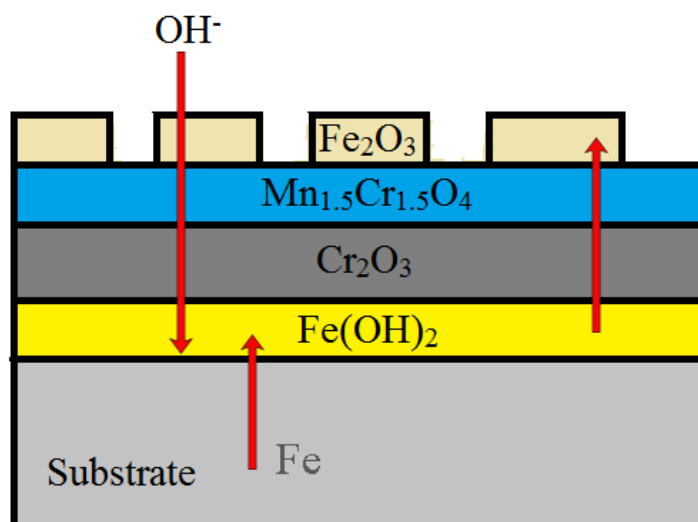 OH⁻
Fe₂O₃
Mn₁.₅Cr₁.₅O₄
Cr₂O₃
Fe(OH)₂
Fe
Substrate